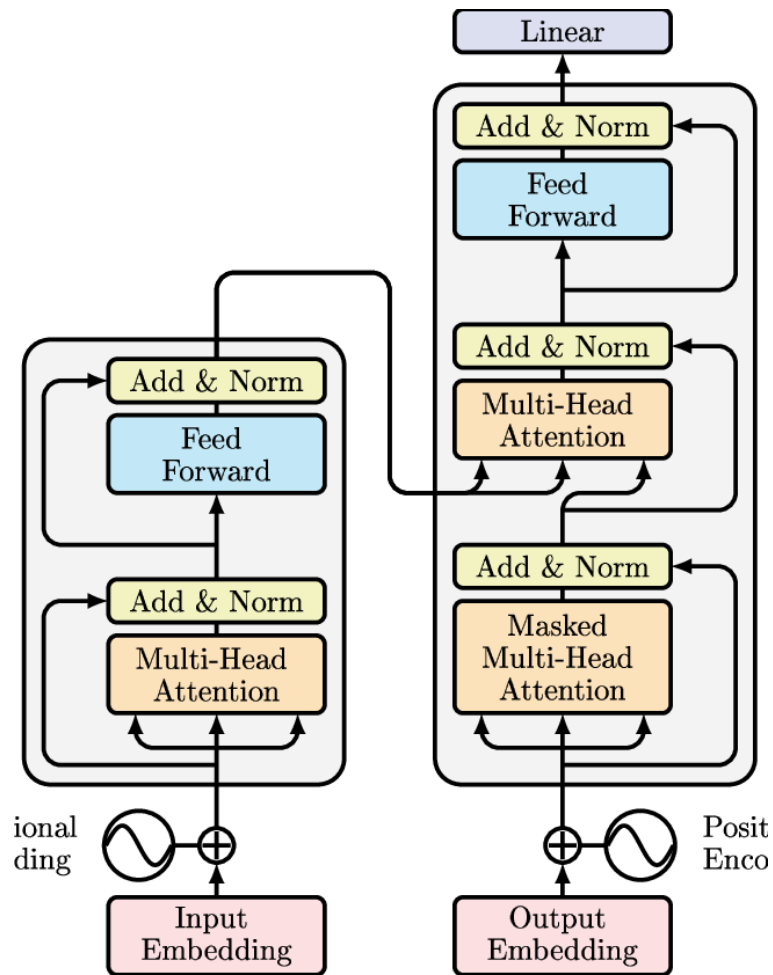 Linear
Add & Norm
Feed
Forward
Add & Norm
Multi-Head
Attention
Add & Norm
Masked
Multi-Head
Attention
Add & Norm
Feed
Forward
Add & Norm
Multi-Head
Attention
ional
ding
Posit
Enco
Input
Embedding
Output
Embedding